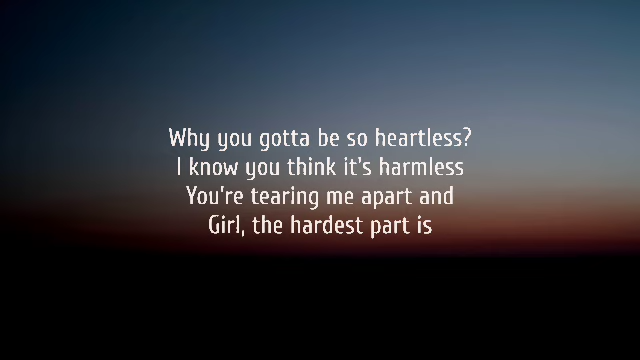 Why you gotta be so heartless?
I know you think it's harmless
You're tearing me apart and
Girl, the hardest part is